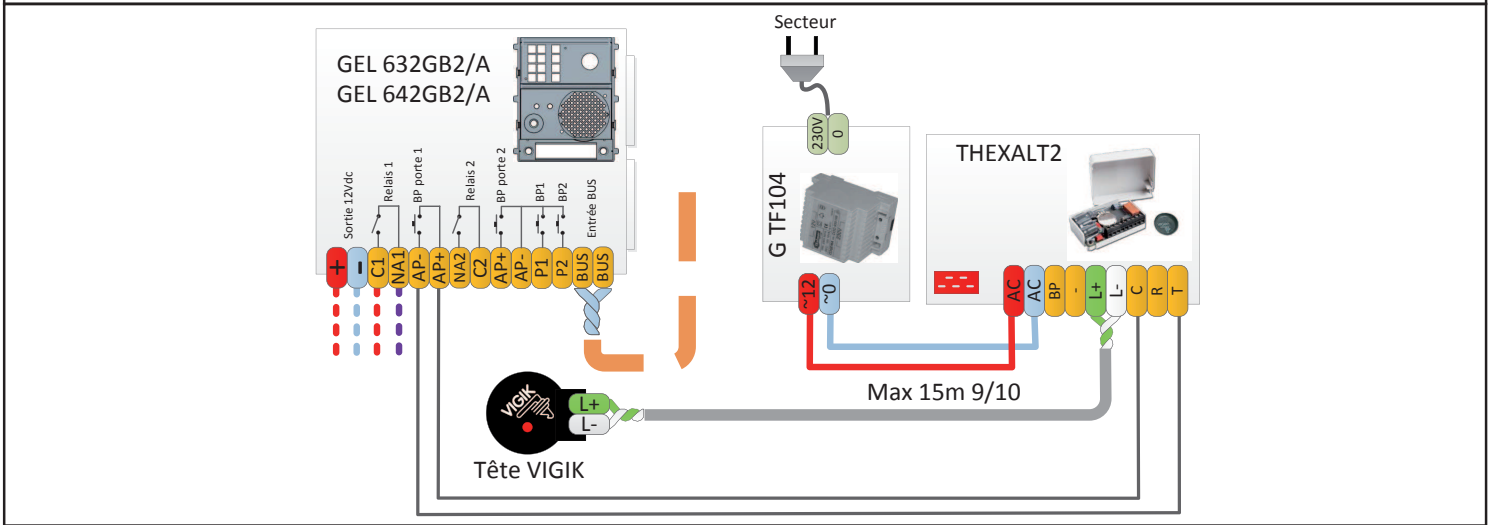 Secteur
GEL 632GB2/A
GEL 642GB2/A
230V
0
THEXALT2
G TF104
Sortie 12Vdc
Relais 1
BP porte 1
Relais 2
BP porte 2
BP1
BP2
Entrée BUS
+
-
C1
NA1
AP-
AP+
NA2
C2
AP+
AP-
P1
P2
BUS
BUS
~12
~0
AC
AC
BP
-
L+
L-
C
R
T
Max 15m 9/10
VIGIK
L+
L-
Tête VIGIK